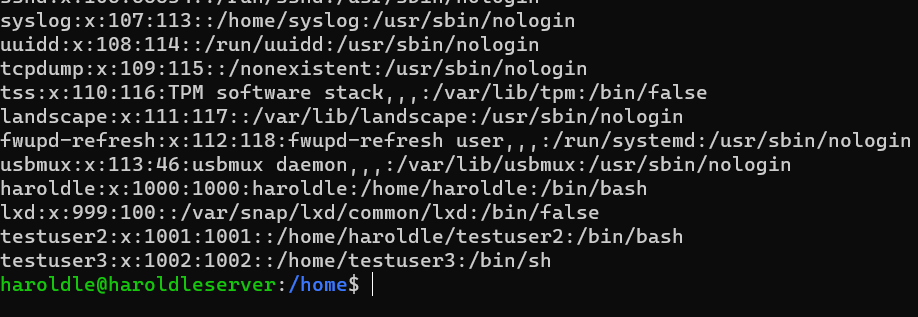 syslog:x:107:113::/home/syslog:/usr/sbin/nologin
uuidd:x:108:114::/run/uuidd:/usr/sbin/nologin
tcpdump:x:109:115::/nonexistent:/usr/sbin/nologin
tss:x:110:116:TPM software stack,,,:/var/lib/tpm:/bin/false
landscape:x:111:117::/var/lib/landscape:/usr/sbin/nologin
fwupd-refresh:x:112:118:fwupd-refresh user,,,:/run/systemd:/usr/sbin/nologin
usbmux:x:113:46:usbmux daemon,,,:/var/lib/usbmux:/usr/sbin/nologin
haroldle:x:1000:1000:haroldle:/home/haroldle:/bin/bash
lxd:x:999:100::/var/snap/lxd/common/lxd:/bin/false
testuser2:x:1001:1001::/home/haroldle/testuser2:/bin/bash
testuser3:x:1002:1002::/home/testuser3:/bin/sh
haroldle@haroldleserver:/home$